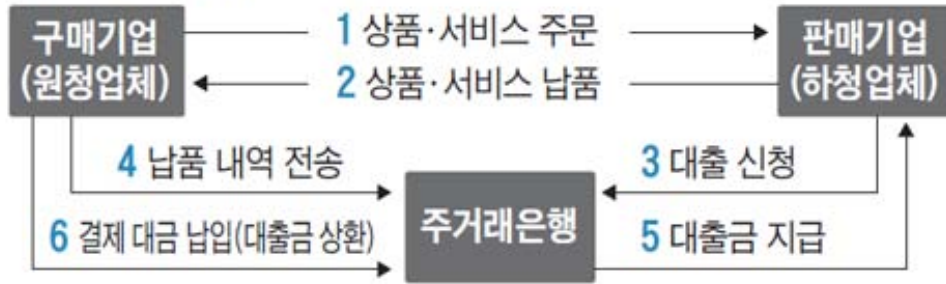 구매기업
(원청업체)
1 상품·서비스 주문
2 상품·서비스 납품
판매기업
(하청업체)
4 납품 내역 전송
3 대출 신청
주거래은행
6 결제 대금 납입(대출금 상환)
5 대출금 지급